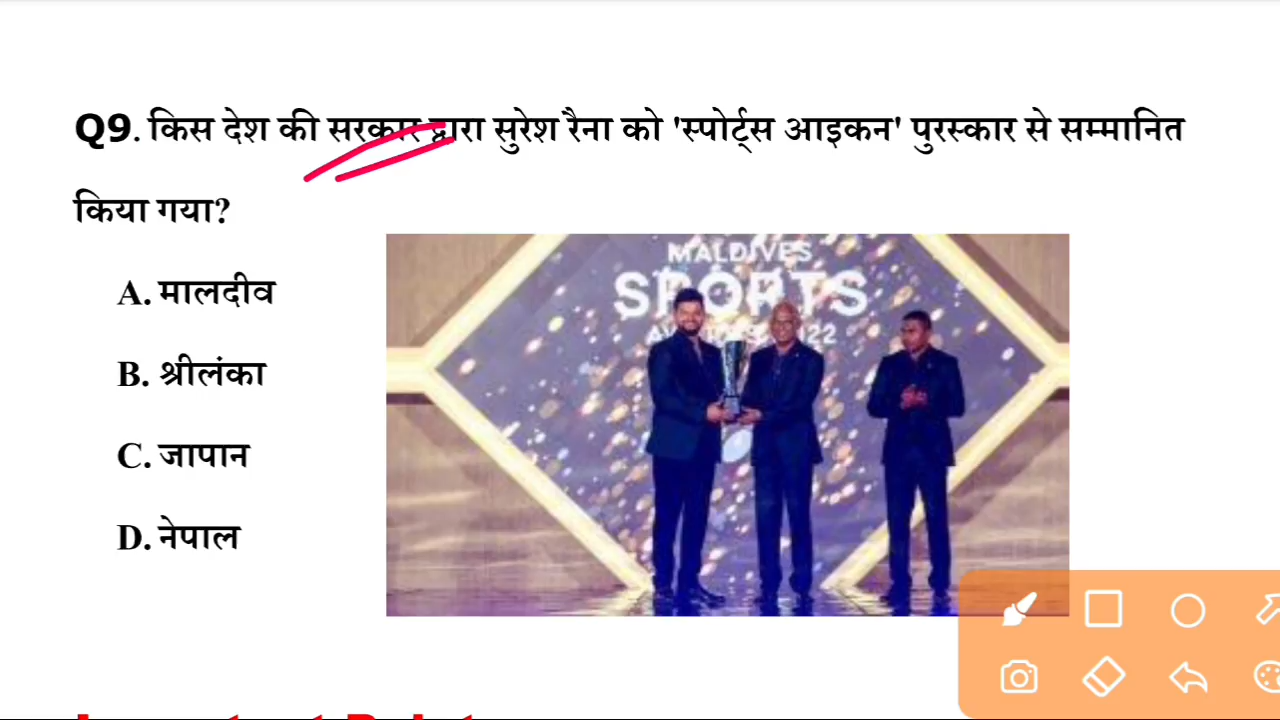 Q9. किस देश की सरकार द्वारा सुरेश रैना को 'स्पोर्ट्स आइकन' पुरस्कार से सम्मानित
किया गया?
A. मालदीव
B. श्रीलंका
C. जापान
D. नेपाल
MALDIVES
SPORTS